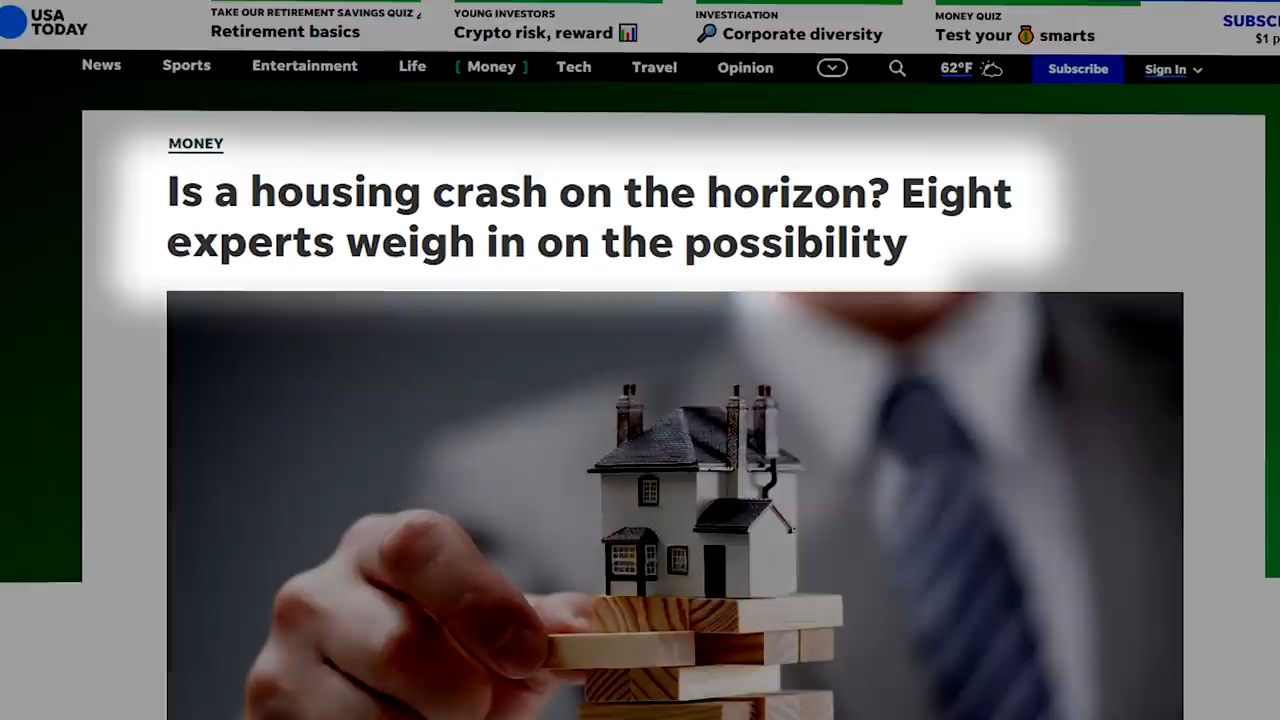 USA
TODAY
TAKE OUR RETIREMENT SAVINGS QUIZ
Retirement basics
YOUNG INVESTORS
Crypto risk, reward
INVESTIGATION
Corporate diversity
MONEY QUIZ
Test your 💰 smarts
$1
News
Sports
Entertainment
Life
[ Money ]
Tech
Travel
Opinion
62°F
Subscribe
Sign In
MONEY
Is a housing crash on the horizon? Eight
experts weigh in on the possibility